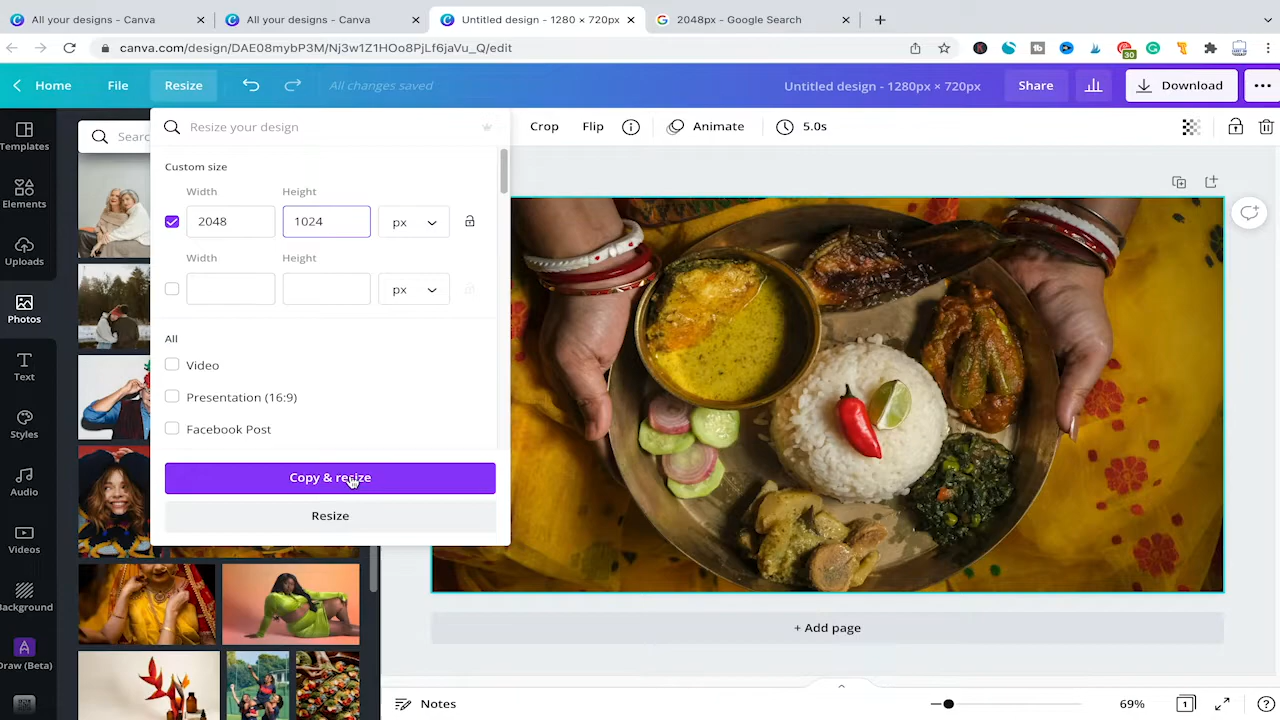 All your designs - Canva
All your designs - Canva
Untitled design - 1280 × 720px
2048px - Google Search
canva.com/design/DAE08mybP3M/Nj3w1Z1HOo8PjLf6jaVu_Q/edit
30
Home
File
Resize
All changes saved
Untitled design - 1280px × 720px
Share
Download
Templates
Elements
Uploads
Photos
Text
Styles
Audio
Videos
Background
Draw (Beta)
Sear
Resize your design
Custom size
Width
Height
2048
1024
px
Width
Height
px
All
Video
Presentation (16:9)
Facebook Post
Copy & resize
Resize
Crop
Flip
Animate
5.0s
+ Add page
Notes
69%
1